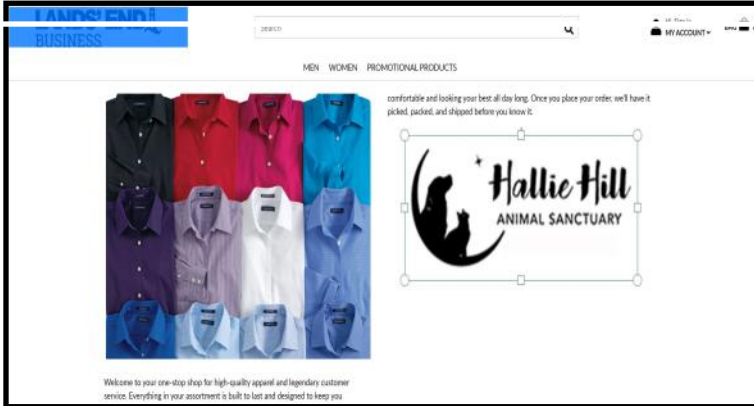 LANDS' END
BUSINESS
Search
MY ACCOUNT
MEN WOMEN PROMOTIONAL PRODUCTS
comfortable and looking your best all day long. Once you place your order, we'll have it
picked, packed, and shipped before you know it.
Hallie Hill
ANIMAL SANCTUARY
Welcome to your one-stop shop for high-quality apparel and legendary customer
service. Everything in your assortment is built to last and designed to keep you